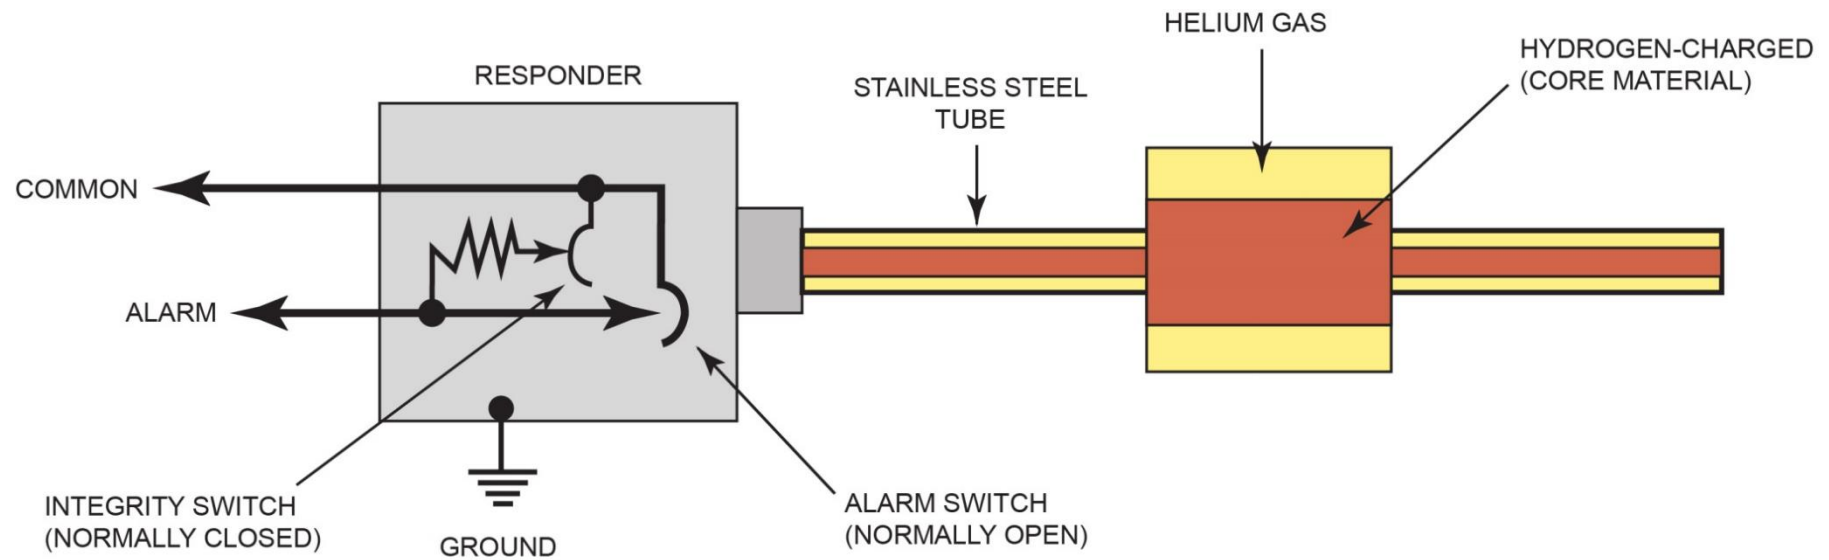 HELIUM GAS
HYDROGEN-CHARGED
(CORE MATERIAL)
RESPONDER
STAINLESS STEEL
TUBE
COMMON
ALARM
INTEGRITY SWITCH
(NORMALLY CLOSED)
GROUND
ALARM SWITCH
(NORMALLY OPEN)